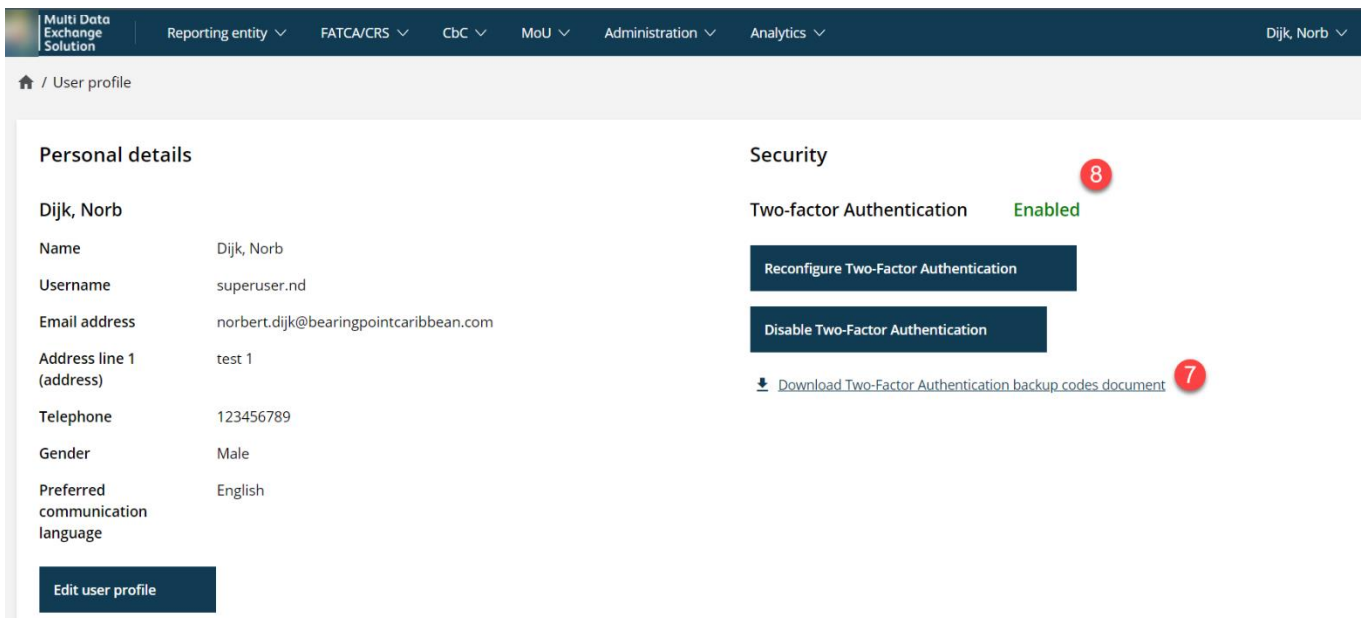 Multi Data
Exchange
Solution
Reporting entity
FATCA/CRS
CbC
MoU
Administration
Analytics
Dijk, Norb
/ User profile
Personal details
Dijk, Norb
Name Dijk, Norb
Username superuser.nd
Email address norbert.dijk@bearingpointcaribbean.com
Address line 1 test 1
(address)
Telephone 123456789
Gender Male
Preferred English
communication
language
Edit user profile
Security
8
Two-factor Authentication Enabled
Reconfigure Two-Factor Authentication
Disable Two-Factor Authentication
Download Two-Factor Authentication backup codes document 7